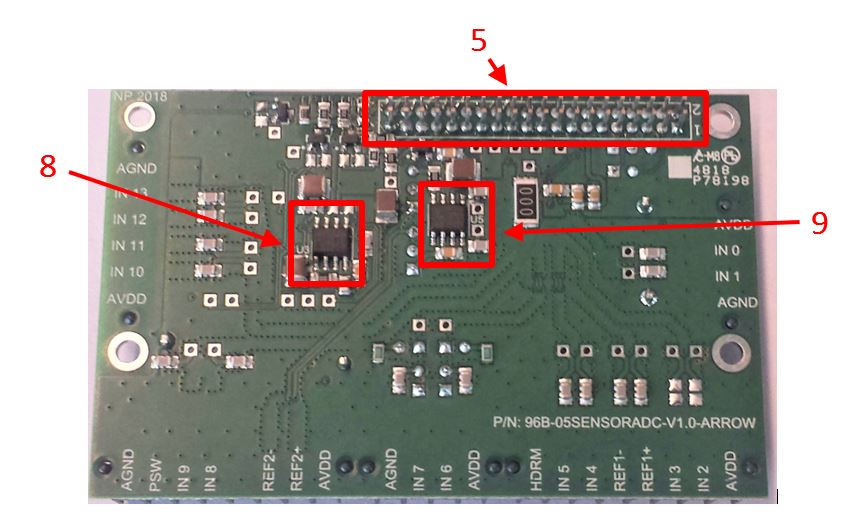 5
NP 2018
2
1
4818
P78198
8
AGND
IN 13
IN 12
IN 11
IN 10
AVDD
U3
U5
000
9
AVDD
IN 0
IN 1
AGND
P/N: 96B-05SENSORADC-V1.0-ARROW
AGND
PSW-
IN 9
IN 8
REF2-
REF2+
AVDD
AGND
IN 7
IN 6
AVDD
HDRM
IN 5
IN 4
REF1-
REF1+
IN 3
IN 2
AVDD